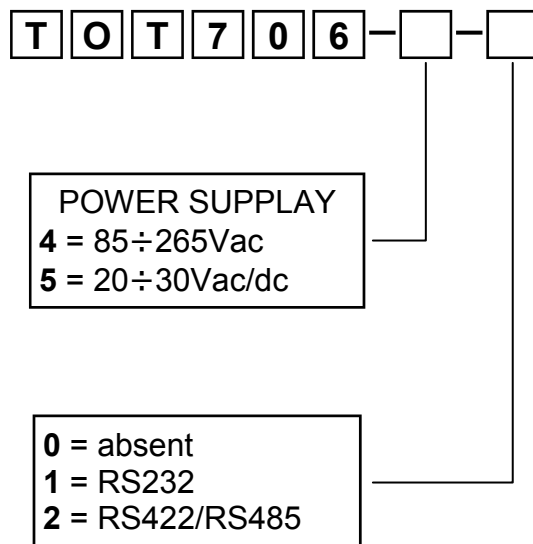 TOT706--
POWER SUPPLAY
4 = 85÷265Vac
5 = 20÷30Vac/dc
0 = absent
1 = RS232
2 = RS422/RS485